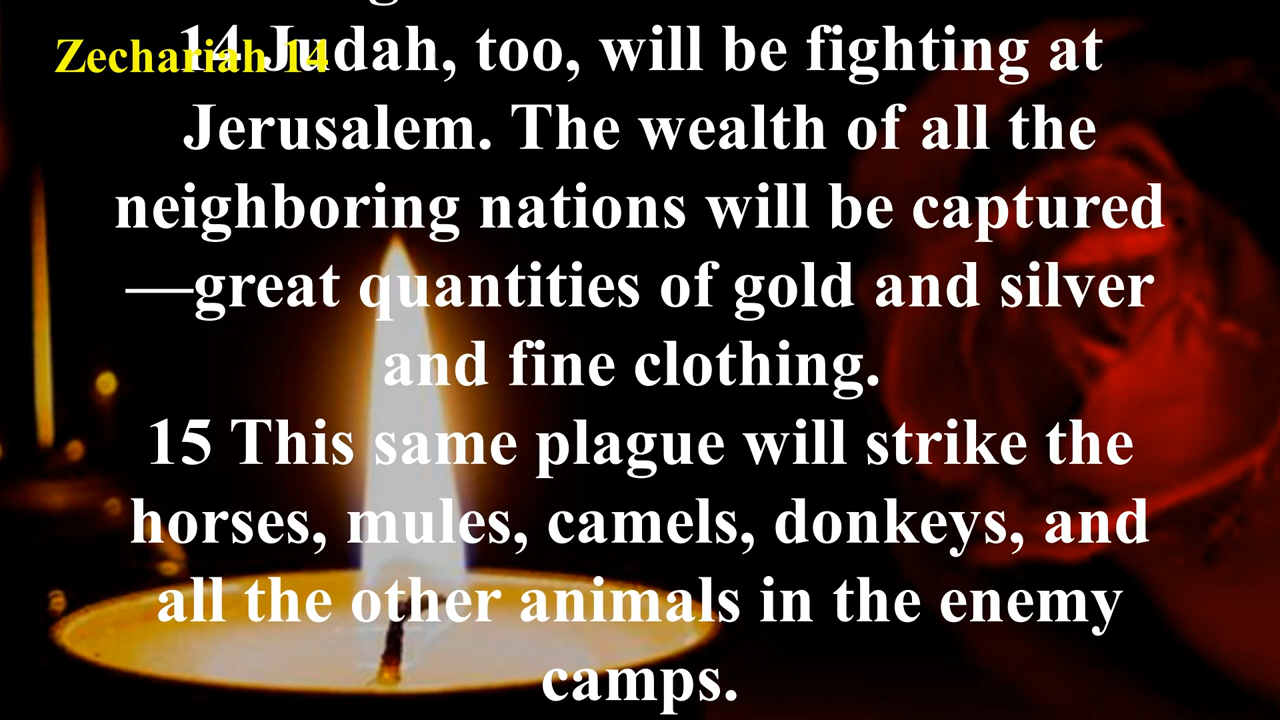 Zechariah 14
14 Judah, too, will be fighting at
Jerusalem. The wealth of all the
neighboring nations will be captured
—great quantities of gold and silver
and fine clothing.
15 This same plague will strike the
horses, mules, camels, donkeys, and
all the other animals in the enemy
camps.